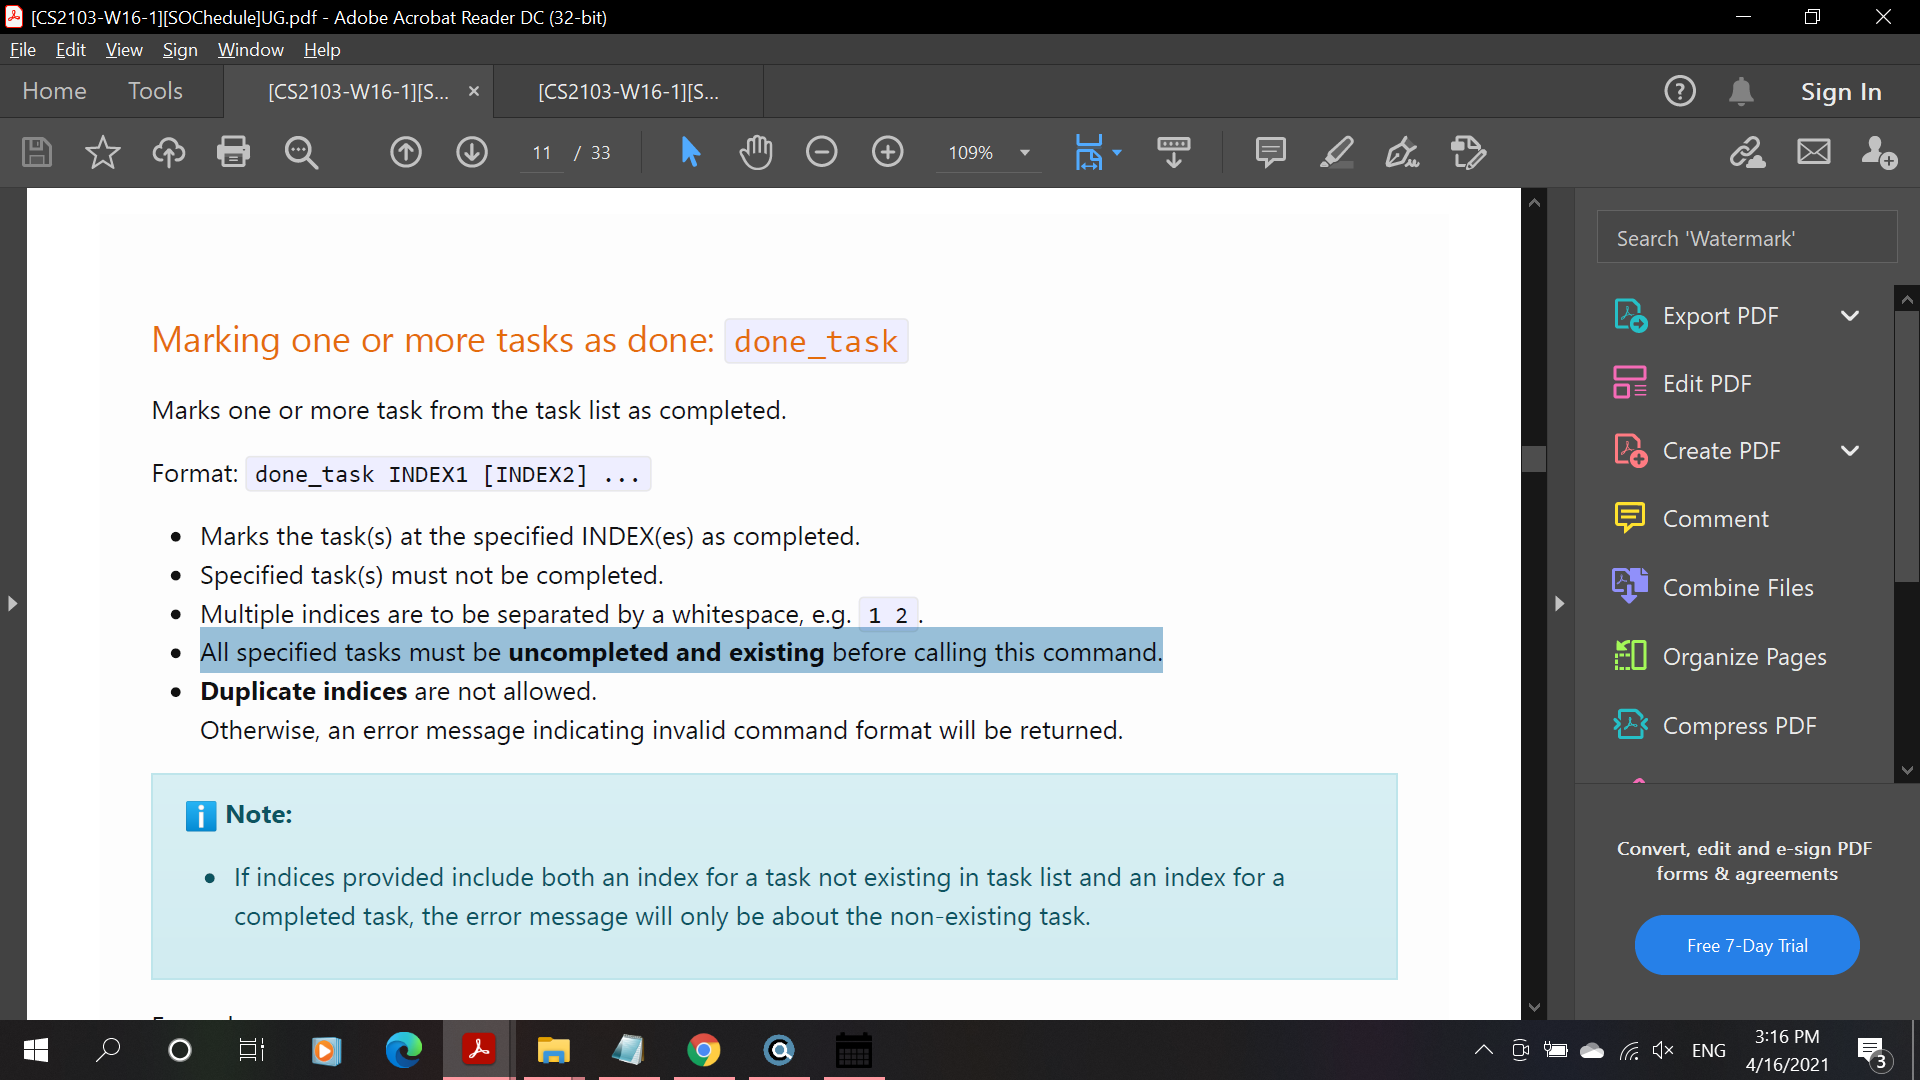 [CS2103-W16-1][SOChedule]UG.pdf - Adobe Acrobat Reader DC (32-bit)
File Edit View Sign Window Help
Home Tools [CS2103-W16-1][S... × [CS2103-W16-1][S... Sign In
11 / 33 109%
Search 'Watermark'
Marking one or more tasks as done: done_task
Marks one or more task from the task list as completed.
Format: done_task INDEX1 [INDEX2] ...
• Marks the task(s) at the specified INDEX(es) as completed.
• Specified task(s) must not be completed.
• Multiple indices are to be separated by a whitespace, e.g. 1 2 .
• All specified tasks must be uncompleted and existing before calling this command.
• Duplicate indices are not allowed.
Otherwise, an error message indicating invalid command format will be returned.
i Note:
• If indices provided include both an index for a task not existing in task list and an index for a
completed task, the error message will only be about the non-existing task.
Export PDF
Edit PDF
Create PDF
Comment
Combine Files
Organize Pages
Compress PDF
Convert, edit and e-sign PDF
forms & agreements
Free 7-Day Trial
ENG
3:16 PM
4/16/2021
3